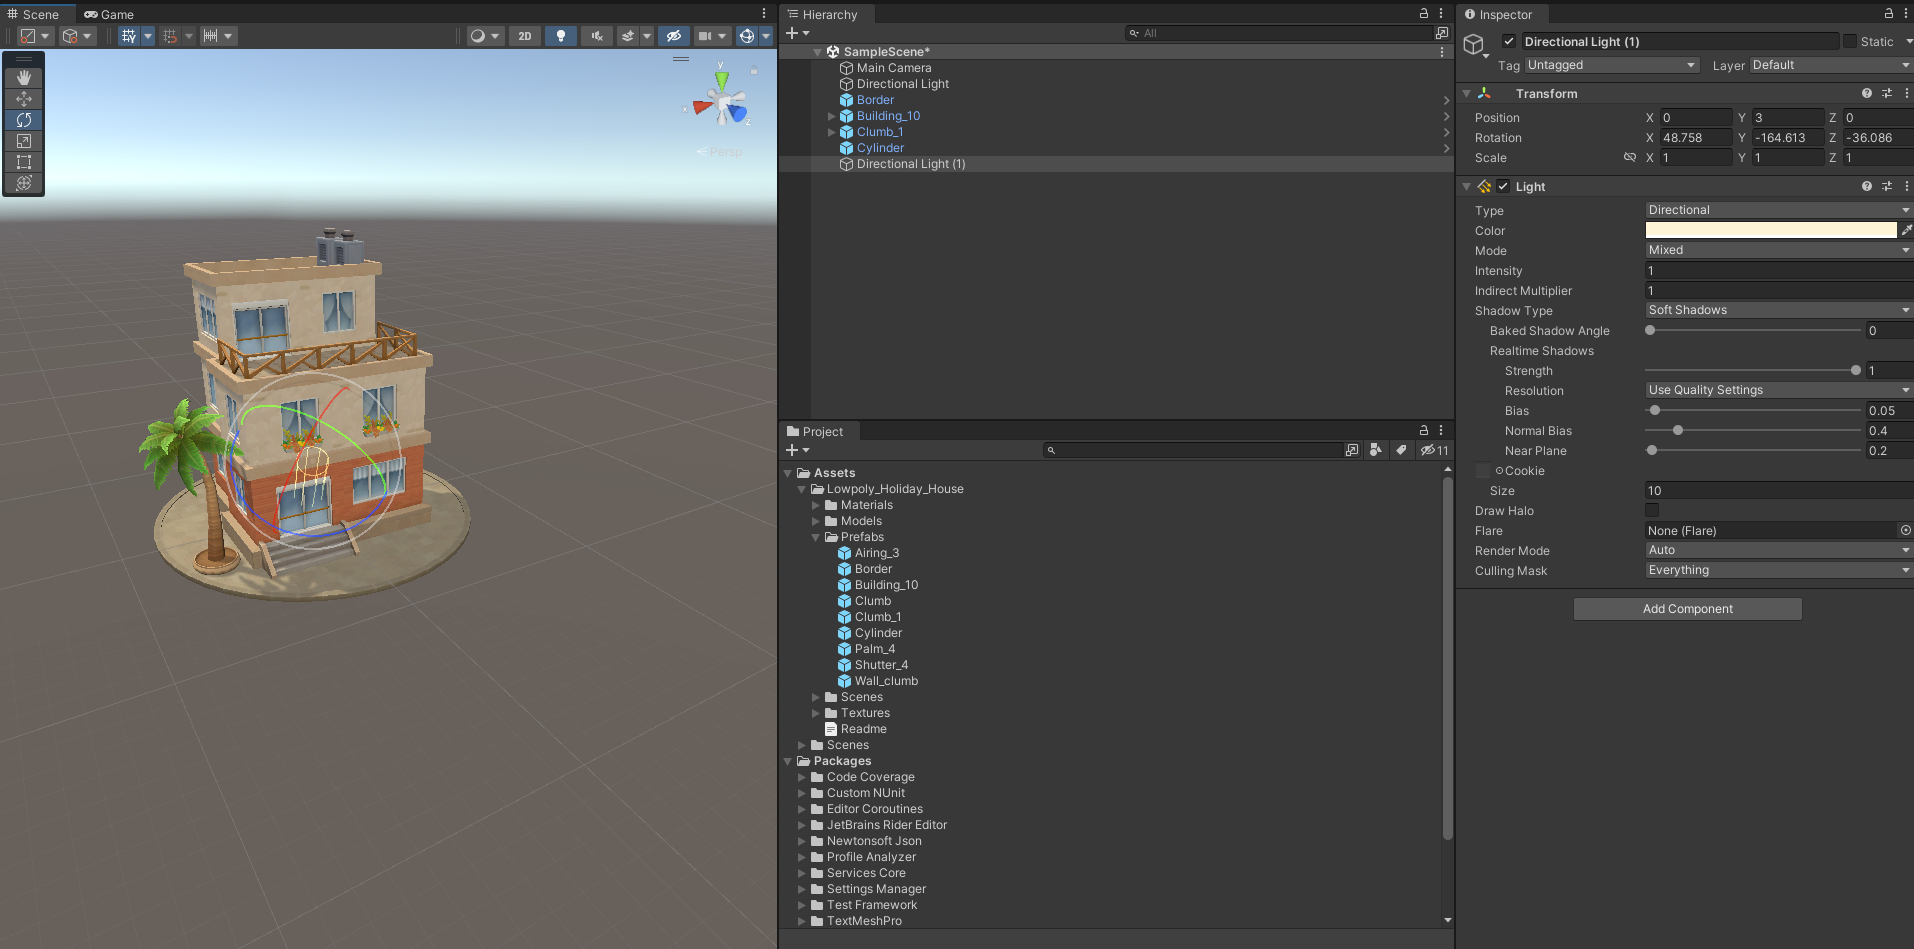 Scene
Game
2D
y
x
z
Persp
Hierarchy
All
SampleScene*
Main Camera
Directional Light
Border
Building_10
Clumb_1
Cylinder
Directional Light (1)
Project
11
Assets
Lowpoly_Holiday_House
Materials
Models
Prefabs
Airing_3
Border
Building_10
Clumb
Clumb_1
Cylinder
Palm_4
Shutter_4
Wall_clumb
Scenes
Textures
Readme
Scenes
Packages
Code Coverage
Custom NUnit
Editor Coroutines
JetBrains Rider Editor
Newtonsoft Json
Profile Analyzer
Services Core
Settings Manager
Test Framework
TextMeshPro
Inspector
Directional Light (1) Static
Tag Untagged Layer Default
Transform
Position X 0 Y 3 Z 0
Rotation X 48.758 Y -164.613 Z -36.086
Scale X 1 Y 1 Z 1
Light
Type Directional
Color
Mode Mixed
Intensity 1
Indirect Multiplier 1
Shadow Type Soft Shadows
Baked Shadow Angle 0
Realtime Shadows
Strength 1
Resolution Use Quality Settings
Bias 0.05
Normal Bias 0.4
Near Plane 0.2
Cookie
Size 10
Draw Halo
Flare None (Flare)
Render Mode Auto
Culling Mask Everything
Add Component